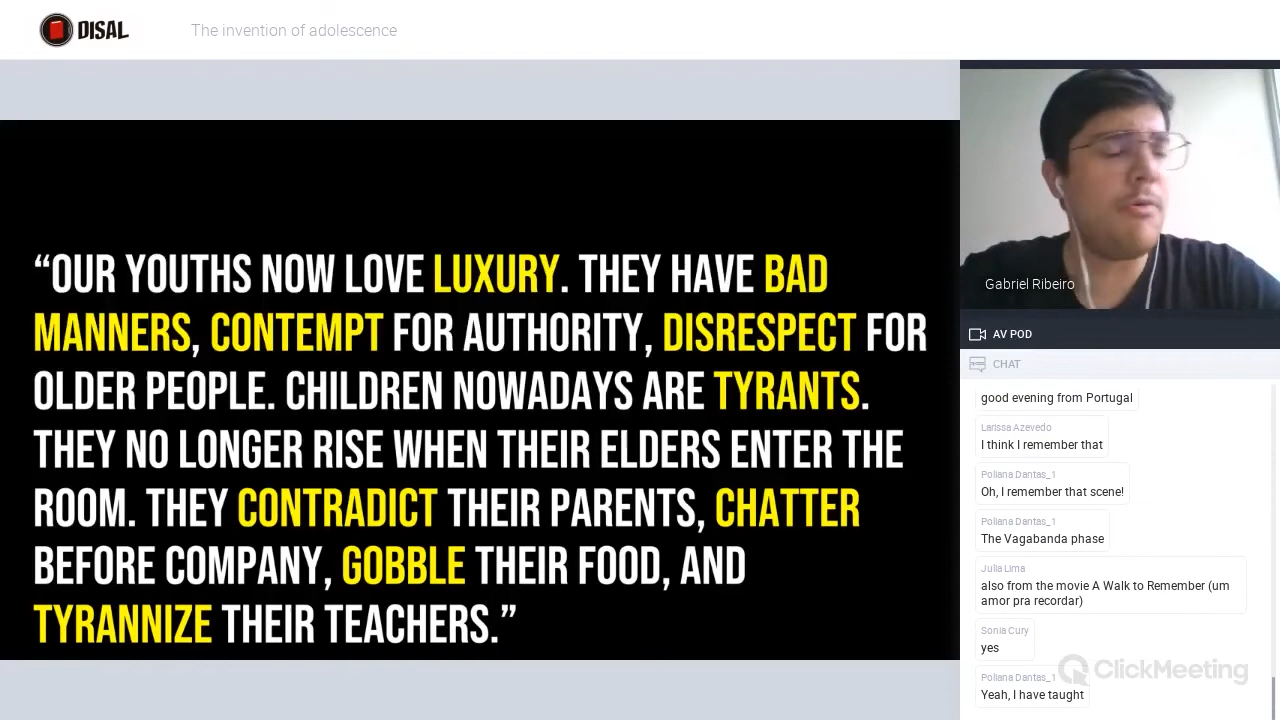 DISAL
The invention of adolescence
“OUR YOUTHS NOW LOVE LUXURY. THEY HAVE BAD
MANNERS, CONTEMPT FOR AUTHORITY, DISRESPECT FOR
OLDER PEOPLE. CHILDREN NOWADAYS ARE TYRANTS.
THEY NO LONGER RISE WHEN THEIR ELDERS ENTER THE
ROOM. THEY CONTRADICT THEIR PARENTS, CHATTER
BEFORE COMPANY, GOBBLE THEIR FOOD, AND
TYRANNIZE THEIR TEACHERS.”
Gabriel Ribeiro
AV POD
CHAT
good evening from Portugal
Larissa Azevedo
I think I remember that
Poliana Dantas_1
Oh, I remember that scene!
Poliana Dantas_1
The Vagabanda phase
Julia Lima
also from the movie A Walk to Remember (um
amor pra recordar)
Sonia Cury
yes
Poliana Dantas_1
Yeah, I have taught
ClickMeeting